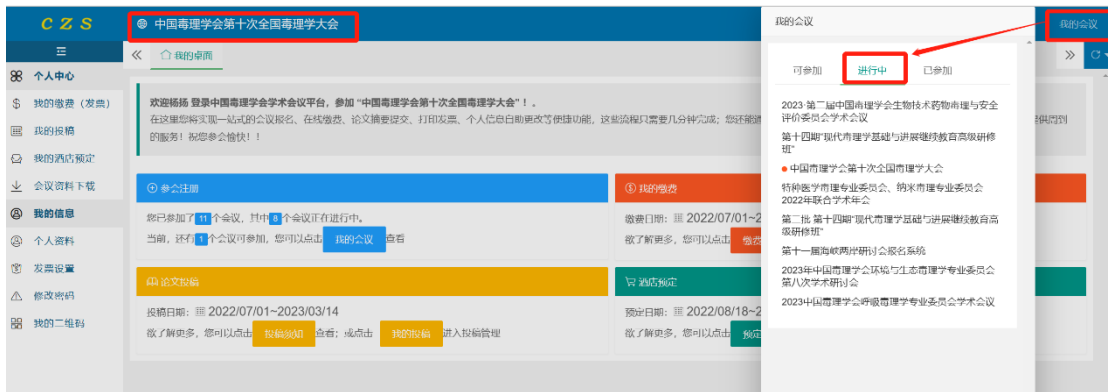 CZS
中国毒理学会第十次全国毒理学大会
我的会议
我的桌面
个人中心
我的缴费（发票）
我的投稿
我的酒店预定
会议资料下载
我的信息
个人资料
发票设置
修改密码
我的二维码
欢迎杨扬 登录中国毒理学会学术会议平台，参加 “中国毒理学会第十次全国毒理学大会”！.
在这里您将实现一站式的会议报名、在线缴费、论文摘要提交、打印发票、个人信息自助更改等便捷功能，这些流程只需要几分钟完成；您还能
供周到
的服务！祝您参会愉快！！
参会注册
您已参加了 11 个会议，其中 8 个会议正在进行中。
当前，还有 1 个会议可参加，您可以点击 我的会议 查看
我的缴费
缴费日期： 2022/07/01~2
欲了解更多，您可以点击 缴费
论文投稿
投稿日期： 2022/07/01~2023/03/14
欲了解更多，您可以点击 投稿须知 查看；或点击 我的投稿 进入投稿管理
酒店预定
预定日期： 2022/08/18~2
欲了解更多，您可以点击 预定
我的会议
可参加 进行中 已参加
2023·第二届中国毒理学会生物技术药物毒理与安全
评价委员会学术会议
第十四期“现代毒理学基础与进展继续教育高级研修
班”
中国毒理学会第十次全国毒理学大会
特种医学毒理专业委员会、纳米毒理专业委员会
2022年联合学术年会
第二批 第十四期“现代毒理学基础与进展继续教育高
级研修班”
第十一届海峡两岸研讨会报名系统
2023年中国毒理学会环境与生态毒理学专业委员会
第八次学术研讨会
2023中国毒理学会呼吸毒理学专业委员会学术会议